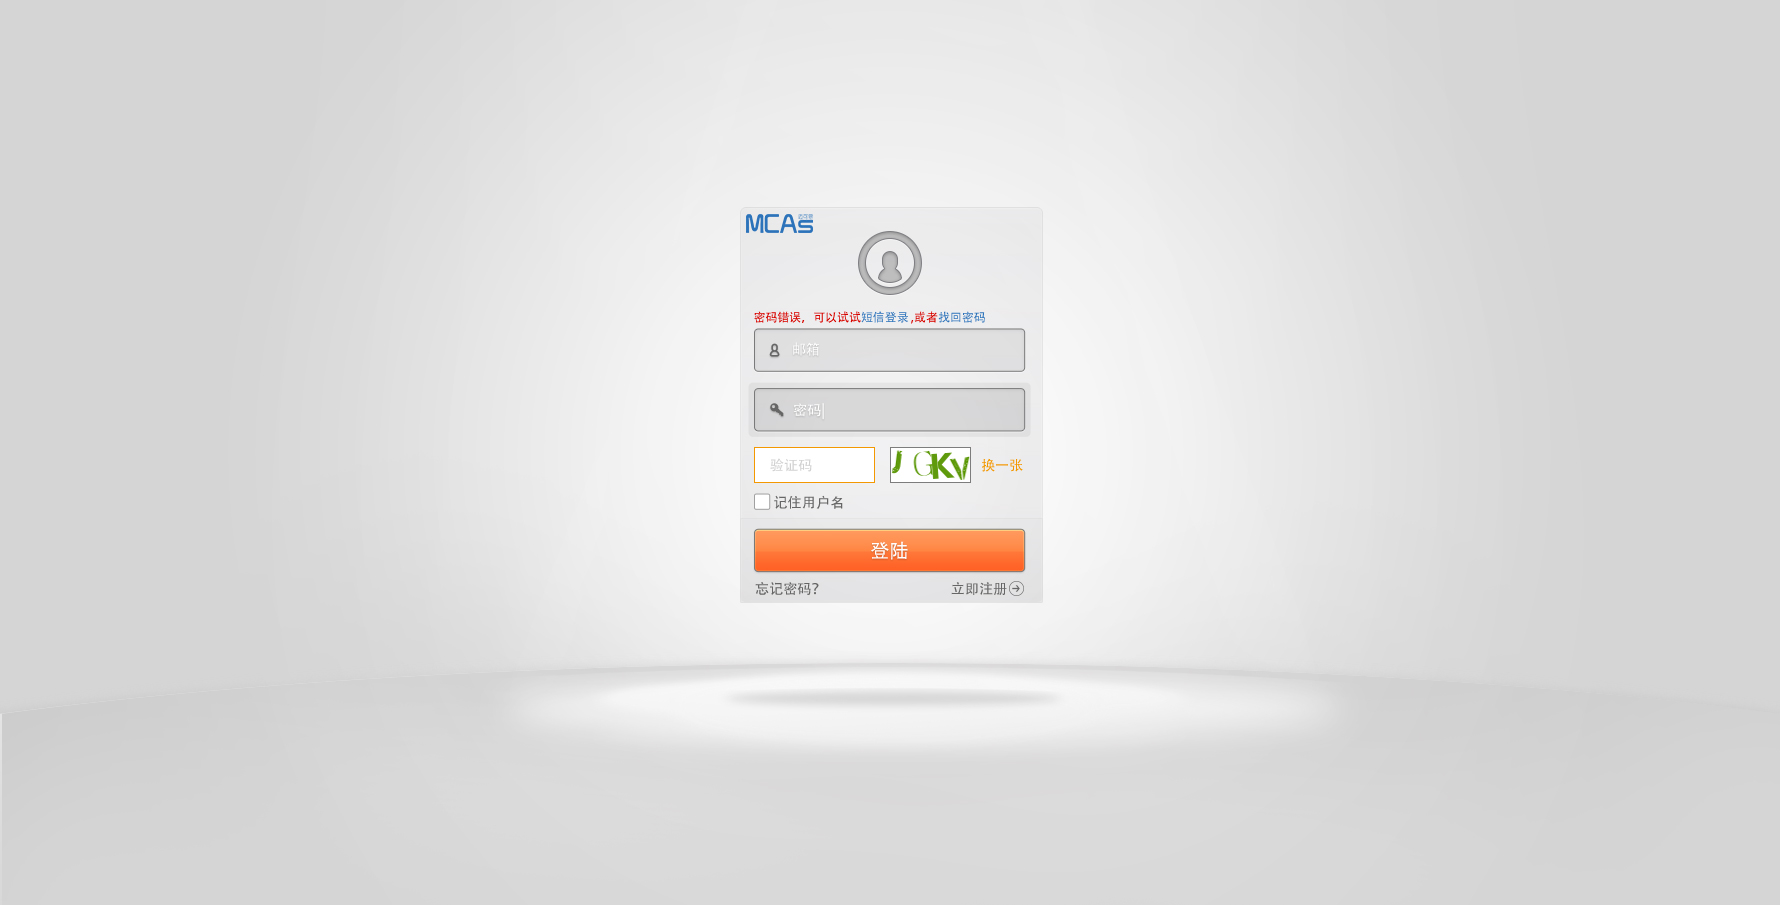 MCAs
密码错误，可以试试短信登录,或者找回密码
邮箱
密码
验证码 JGKV 换一张
记住用户名
登陆
忘记密码? 立即注册